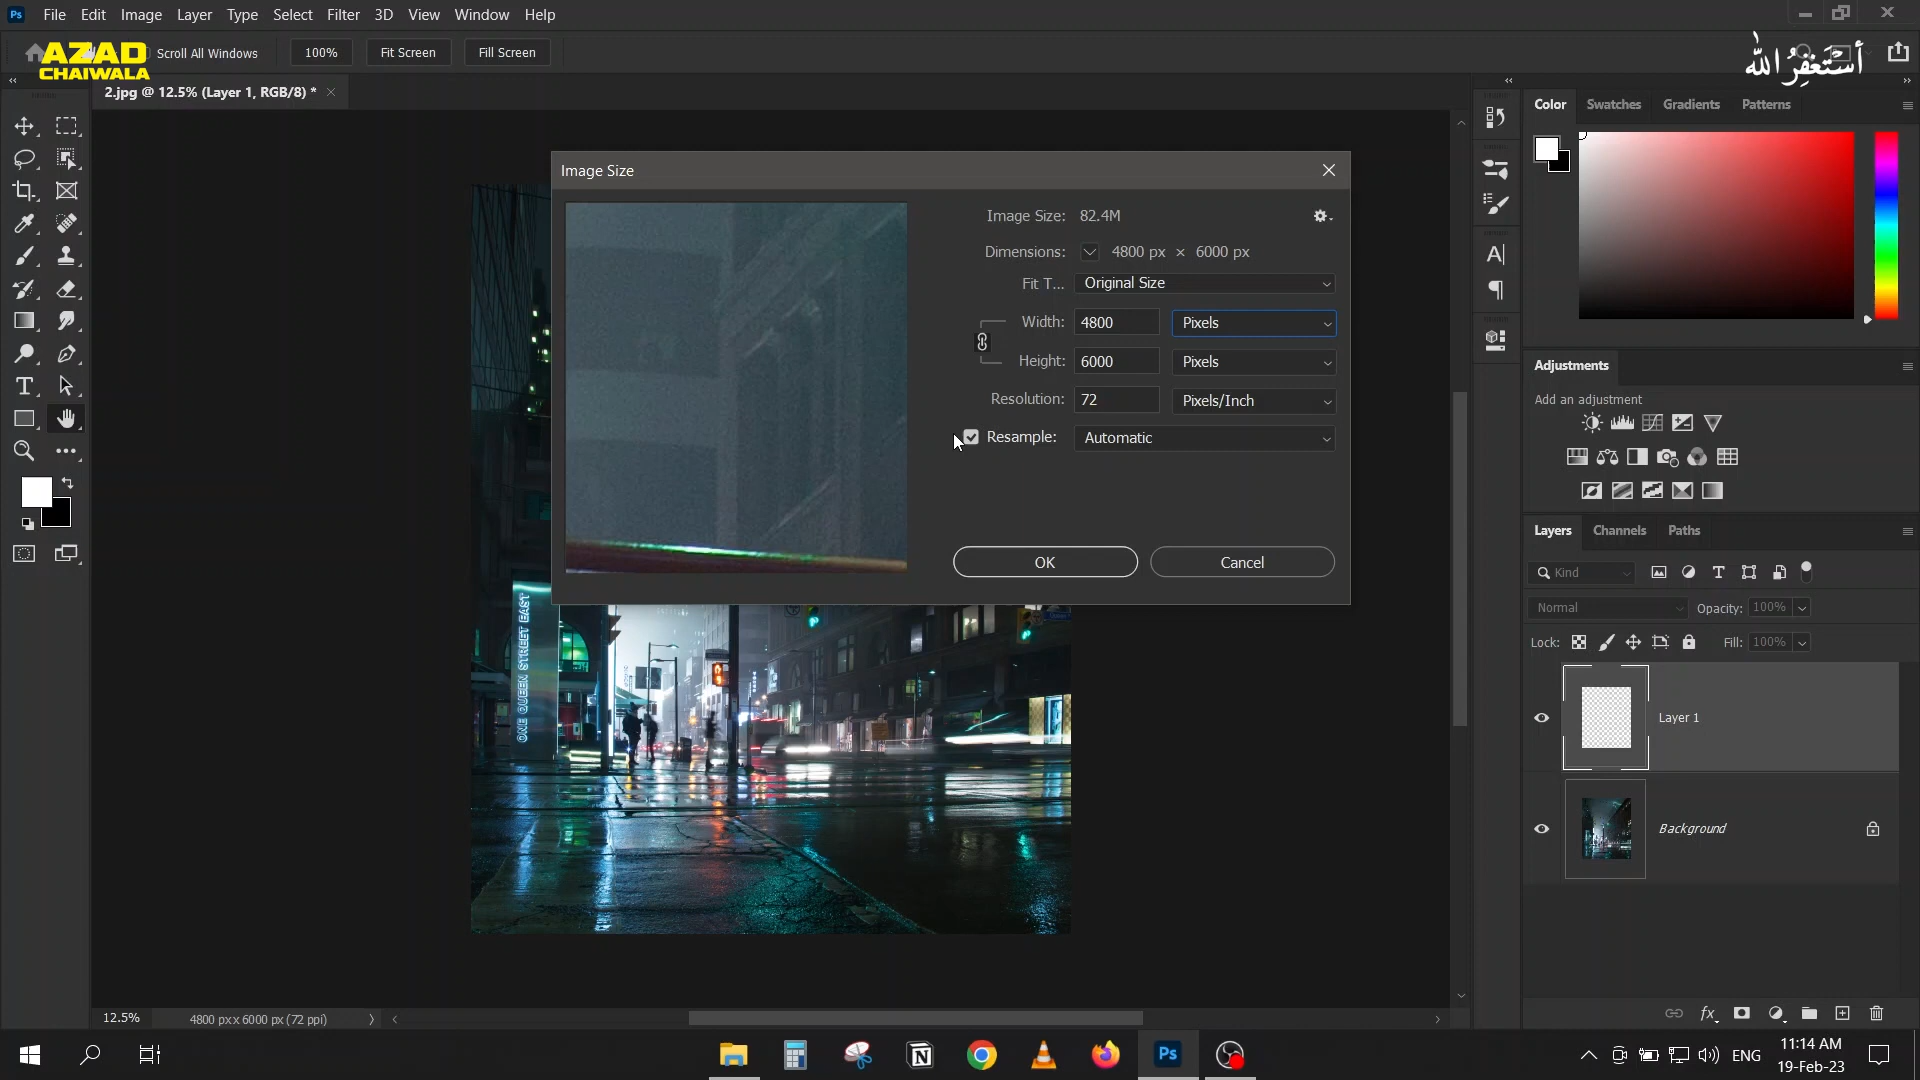 Ps File Edit Image Layer Type Select Filter 3D View Window Help
AZAD
CHAIWALA
Scroll All Windows 100% Fit Screen Fill Screen
أستغفر الله
2.jpg @ 12.5% (Layer 1, RGB/8) *
Image Size
Image Size: 82.4M
Dimensions: 4800 px × 6000 px
Fit T... Original Size
Width: 4800 Pixels
Height: 6000 Pixels
Resolution: 72 Pixels/Inch
Resample: Automatic
OK Cancel
ONE QUEEN STREET EAST
Color Swatches Gradients Patterns
Adjustments
Add an adjustment
Layers Channels Paths
Kind
Normal Opacity: 100%
Lock: Fill: 100%
Layer 1
Background
12.5% 4800 px x 6000 px (72 ppi)
Ps
ENG
11:14 AM
19-Feb-23